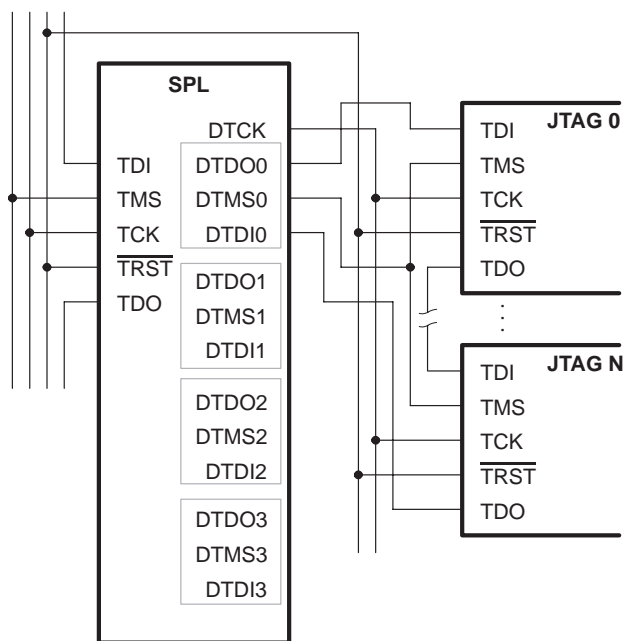 SPL
DTCK
TDI
TMS
TCK
TRST
TDO
DTDO0
DTMS0
DTDI0
DTDO1
DTMS1
DTDI1
DTDO2
DTMS2
DTDI2
DTDO3
DTMS3
DTDI3
JTAG 0
TDI
TMS
TCK
TRST
TDO
JTAG N
TDI
TMS
TCK
TRST
TDO